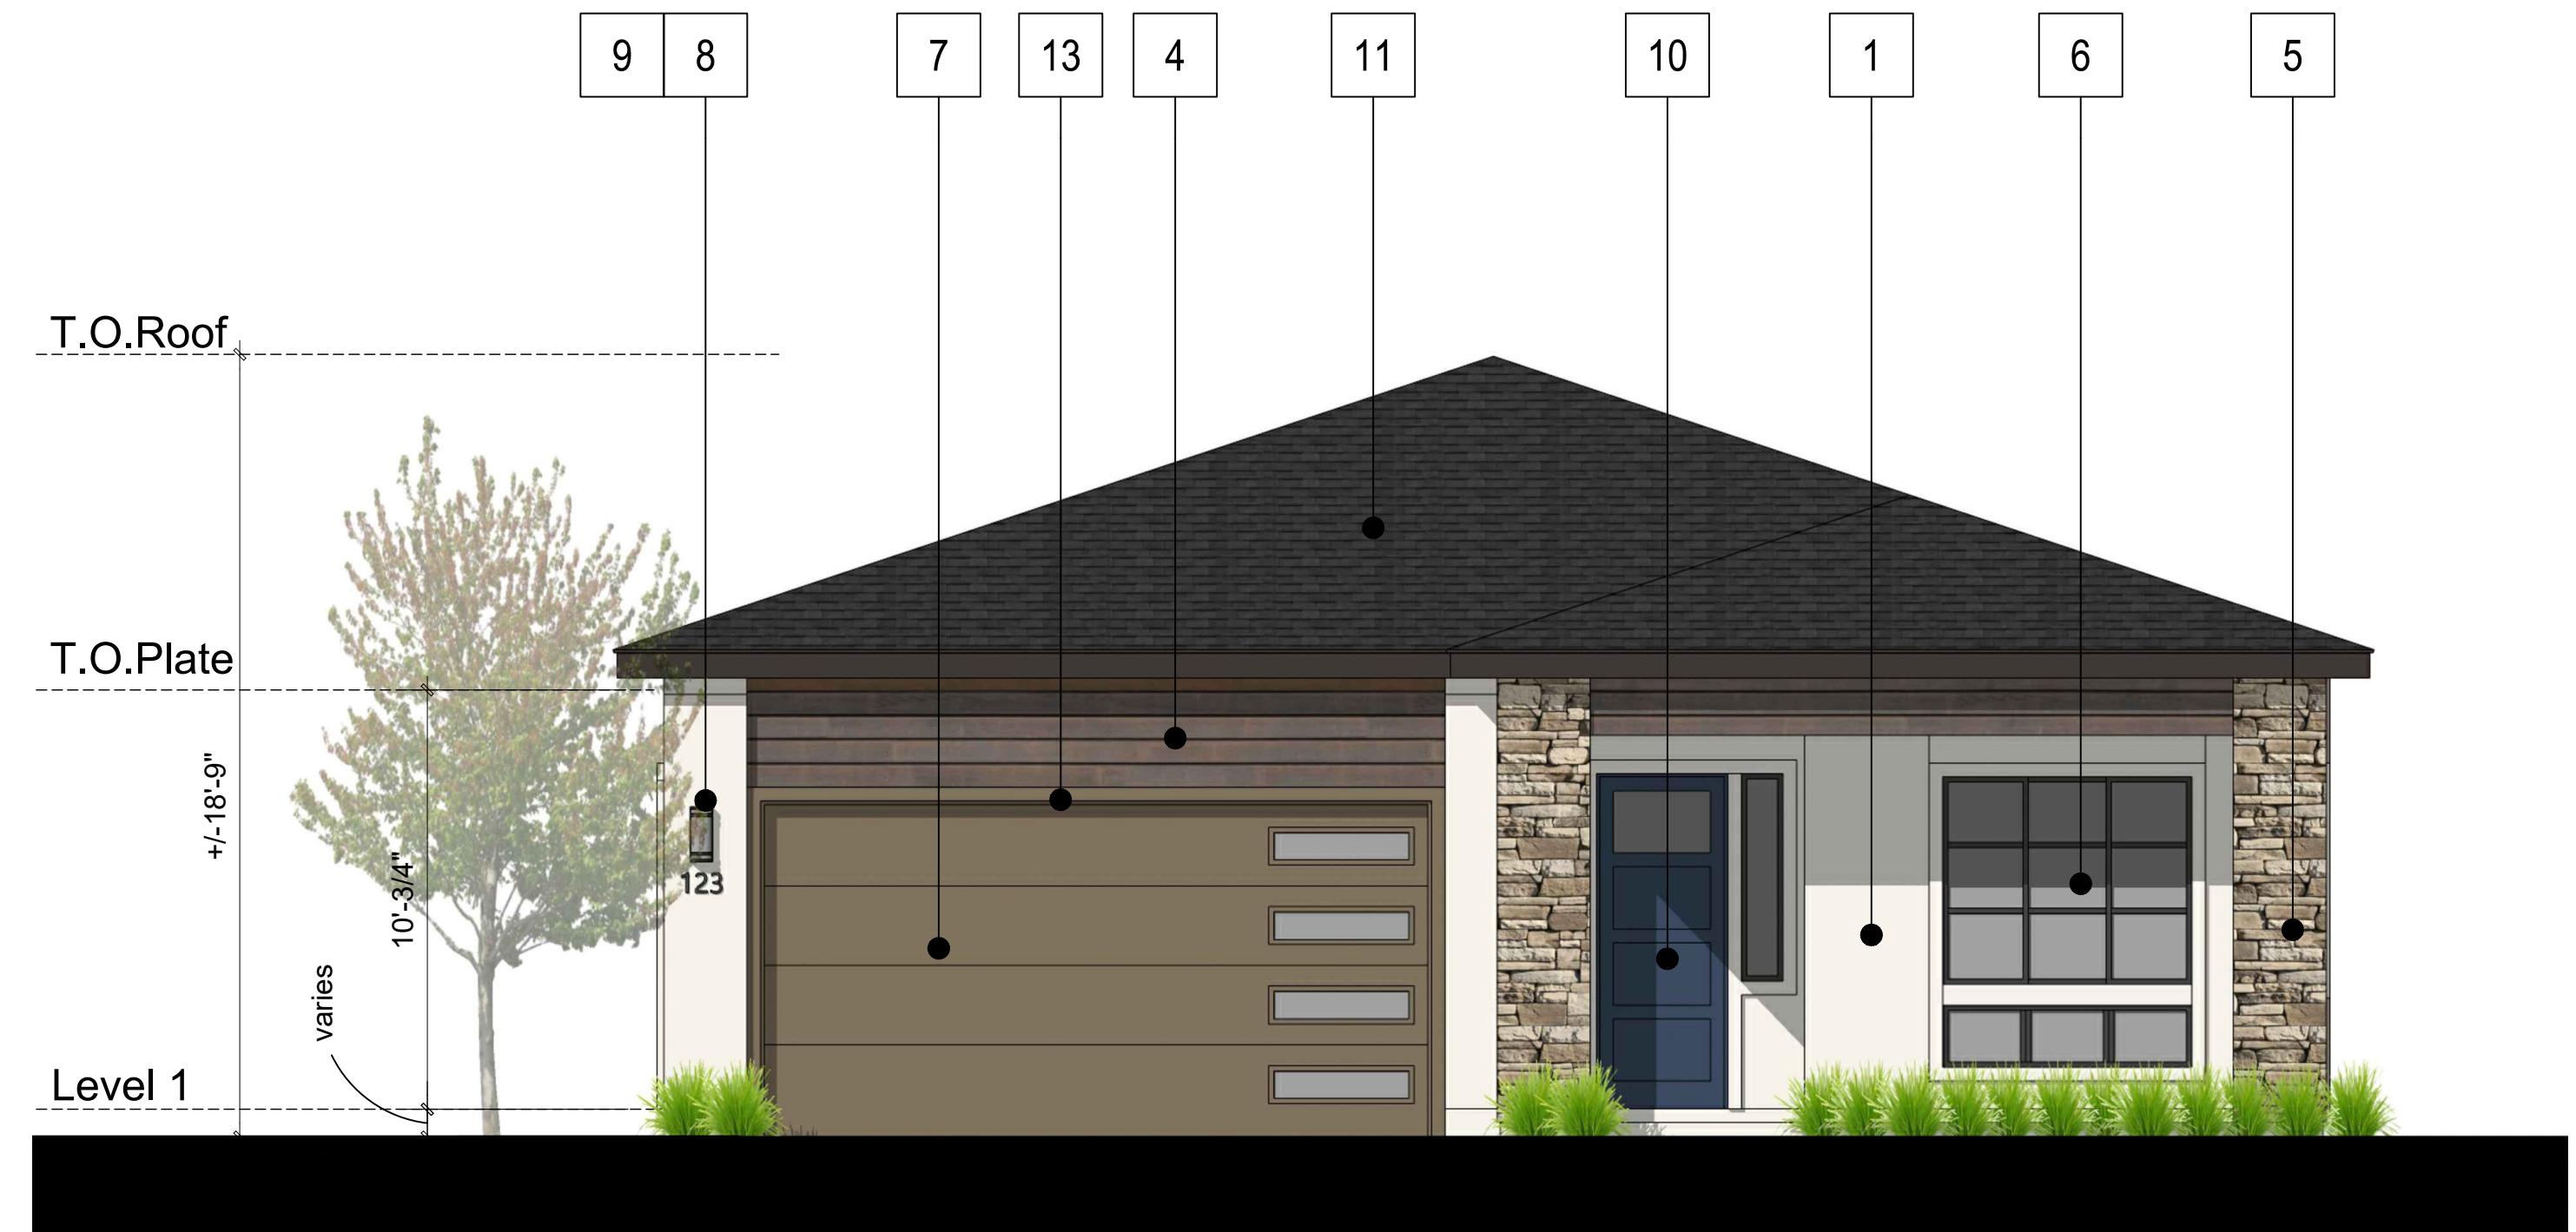 9 8 7 13 4 11 10 1 6 5
T.O.Roof
T.O.Plate
+/-18'-9"
10'-3/4"
123
varies
Level 1